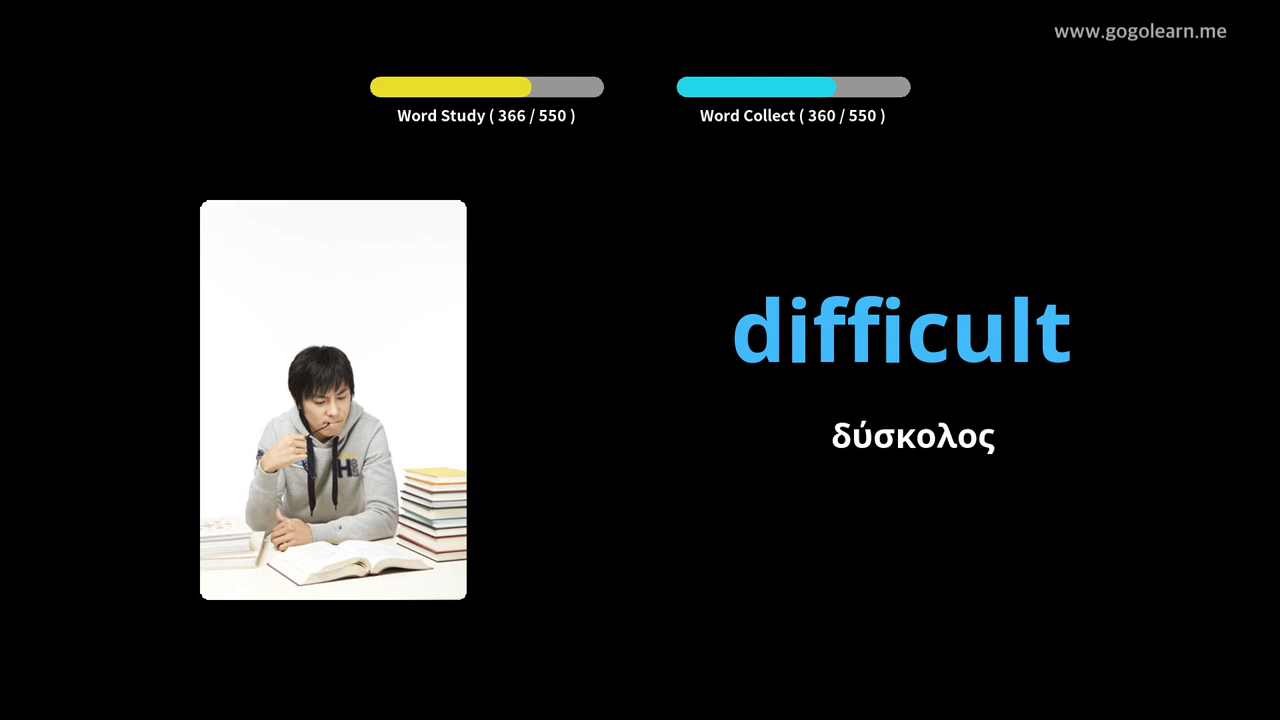 www.gogolearn.me
Word Study ( 366 / 550 )
Word Collect ( 360 / 550 )
difficult
δύσκολος
H